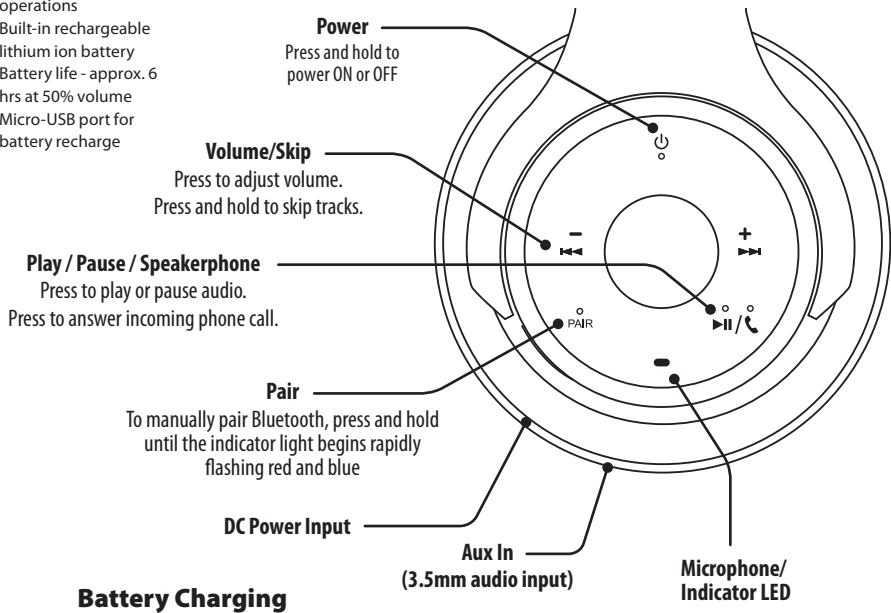 operations
Built-in rechargeable
lithium ion battery
Battery life - approx. 6
hrs at 50% volume
Micro-USB port for
battery recharge
Power
Press and hold to
power ON or OFF
Volume/Skip
Press to adjust volume.
Press and hold to skip tracks.
Play / Pause / Speakerphone
Press to play or pause audio.
Press to answer incoming phone call.
Pair
To manually pair Bluetooth, press and hold
until the indicator light begins rapidly
flashing red and blue
DC Power Input
Aux In
(3.5mm audio input)
Microphone/
Indicator LED
- +
PAIR
/
Battery Charging